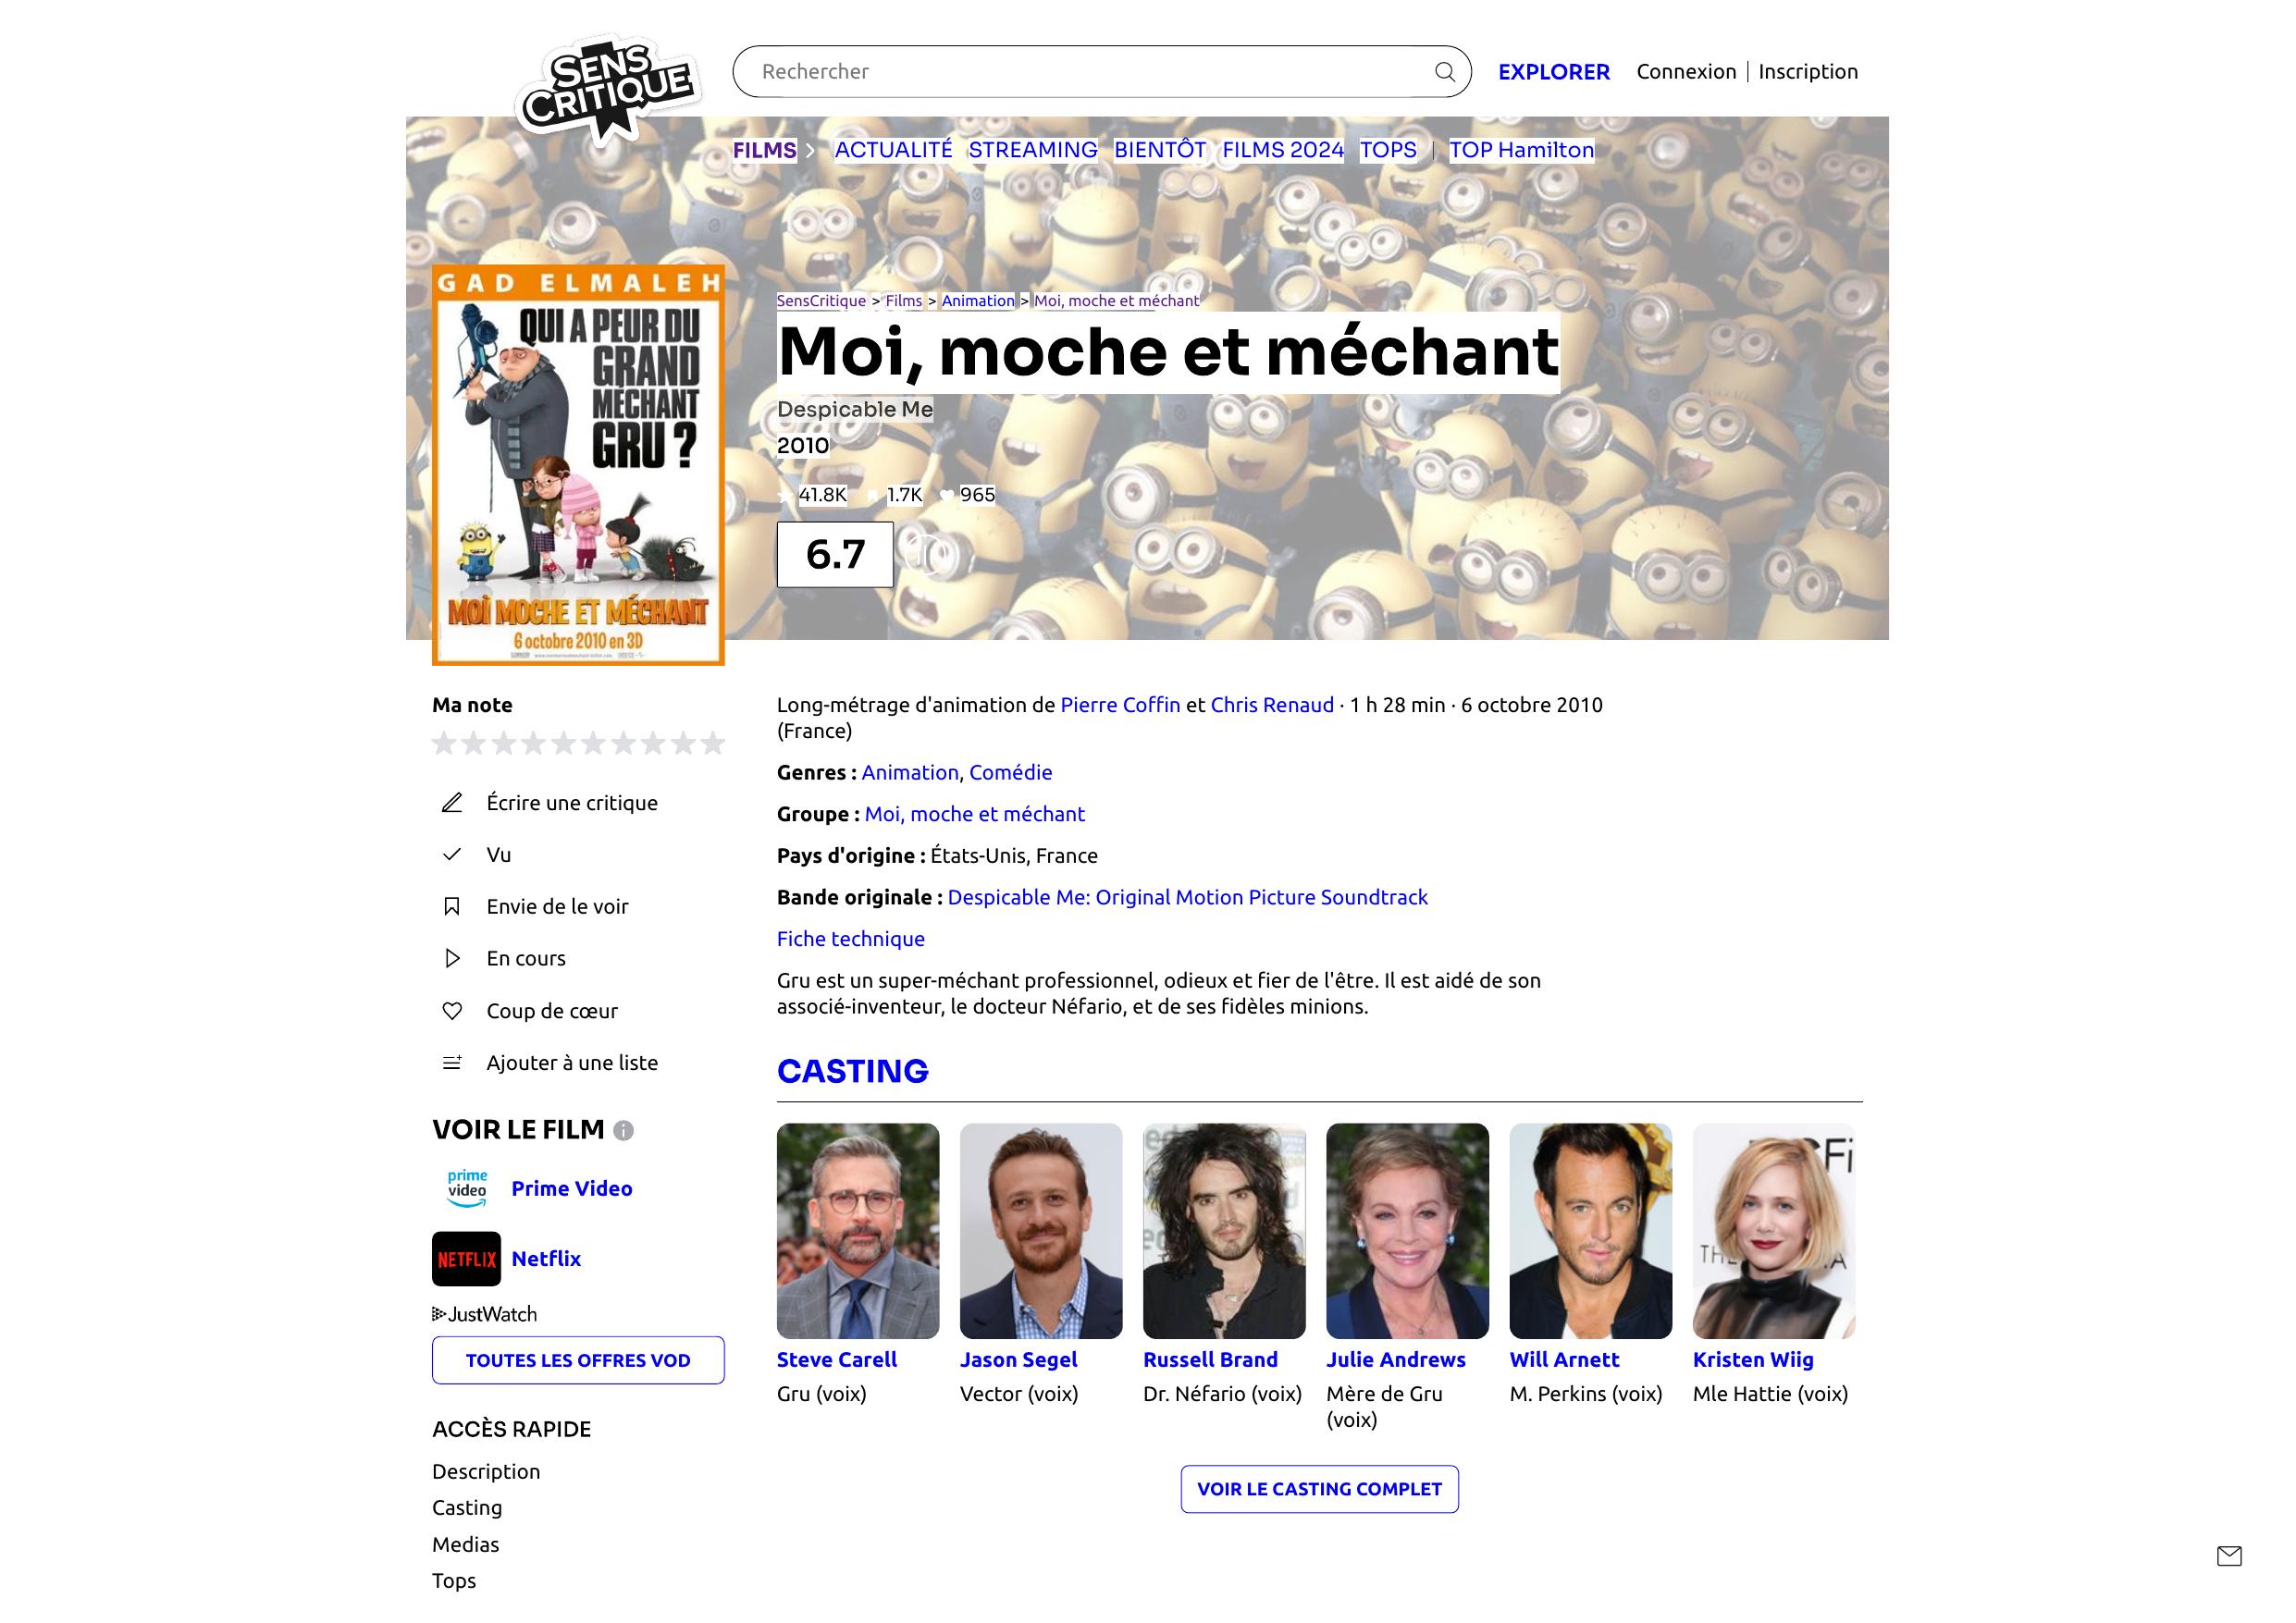 SENS
CRITIQUE
Rechercher
EXPLORER
Connexion | Inscription
FILMS
ACTUALITÉ
STREAMING
BIENTÔT
FILMS 2024
TOPS
|
TOP Hamilton
GAD ELMALEH
QUI A PEUR DU
GRAND
MÉCHANT
GRU ?
MOI MOCHE ET MÉCHANT
6 octobre 2010 en 3D
SensCritique > Films > Animation > Moi, moche et méchant
Moi, moche et méchant
Despicable Me
2010
41.8K
1.7K
965
6.7
Ma note
Écrire une critique
Vu
Envie de le voir
En cours
Coup de cœur
Ajouter à une liste
VOIR LE FILM
prime
video
Prime Video
NETFLIX
Netflix
JustWatch
TOUTES LES OFFRES VOD
ACCÈS RAPIDE
Description
Casting
Medias
Tops
Long-métrage d'animation de Pierre Coffin et Chris Renaud · 1 h 28 min · 6 octobre 2010
(France)
Genres : Animation, Comédie
Groupe : Moi, moche et méchant
Pays d'origine : États-Unis, France
Bande originale : Despicable Me: Original Motion Picture Soundtrack
Fiche technique
Gru est un super-méchant professionnel, odieux et fier de l'être. Il est aidé de son
associé-inventeur, le docteur Néfario, et de ses fidèles minions.
CASTING
Steve Carell
Gru (voix)
Jason Segel
Vector (voix)
Russell Brand
Dr. Néfario (voix)
Julie Andrews
Mère de Gru
(voix)
Will Arnett
M. Perkins (voix)
Kristen Wiig
Mle Hattie (voix)
VOIR LE CASTING COMPLET